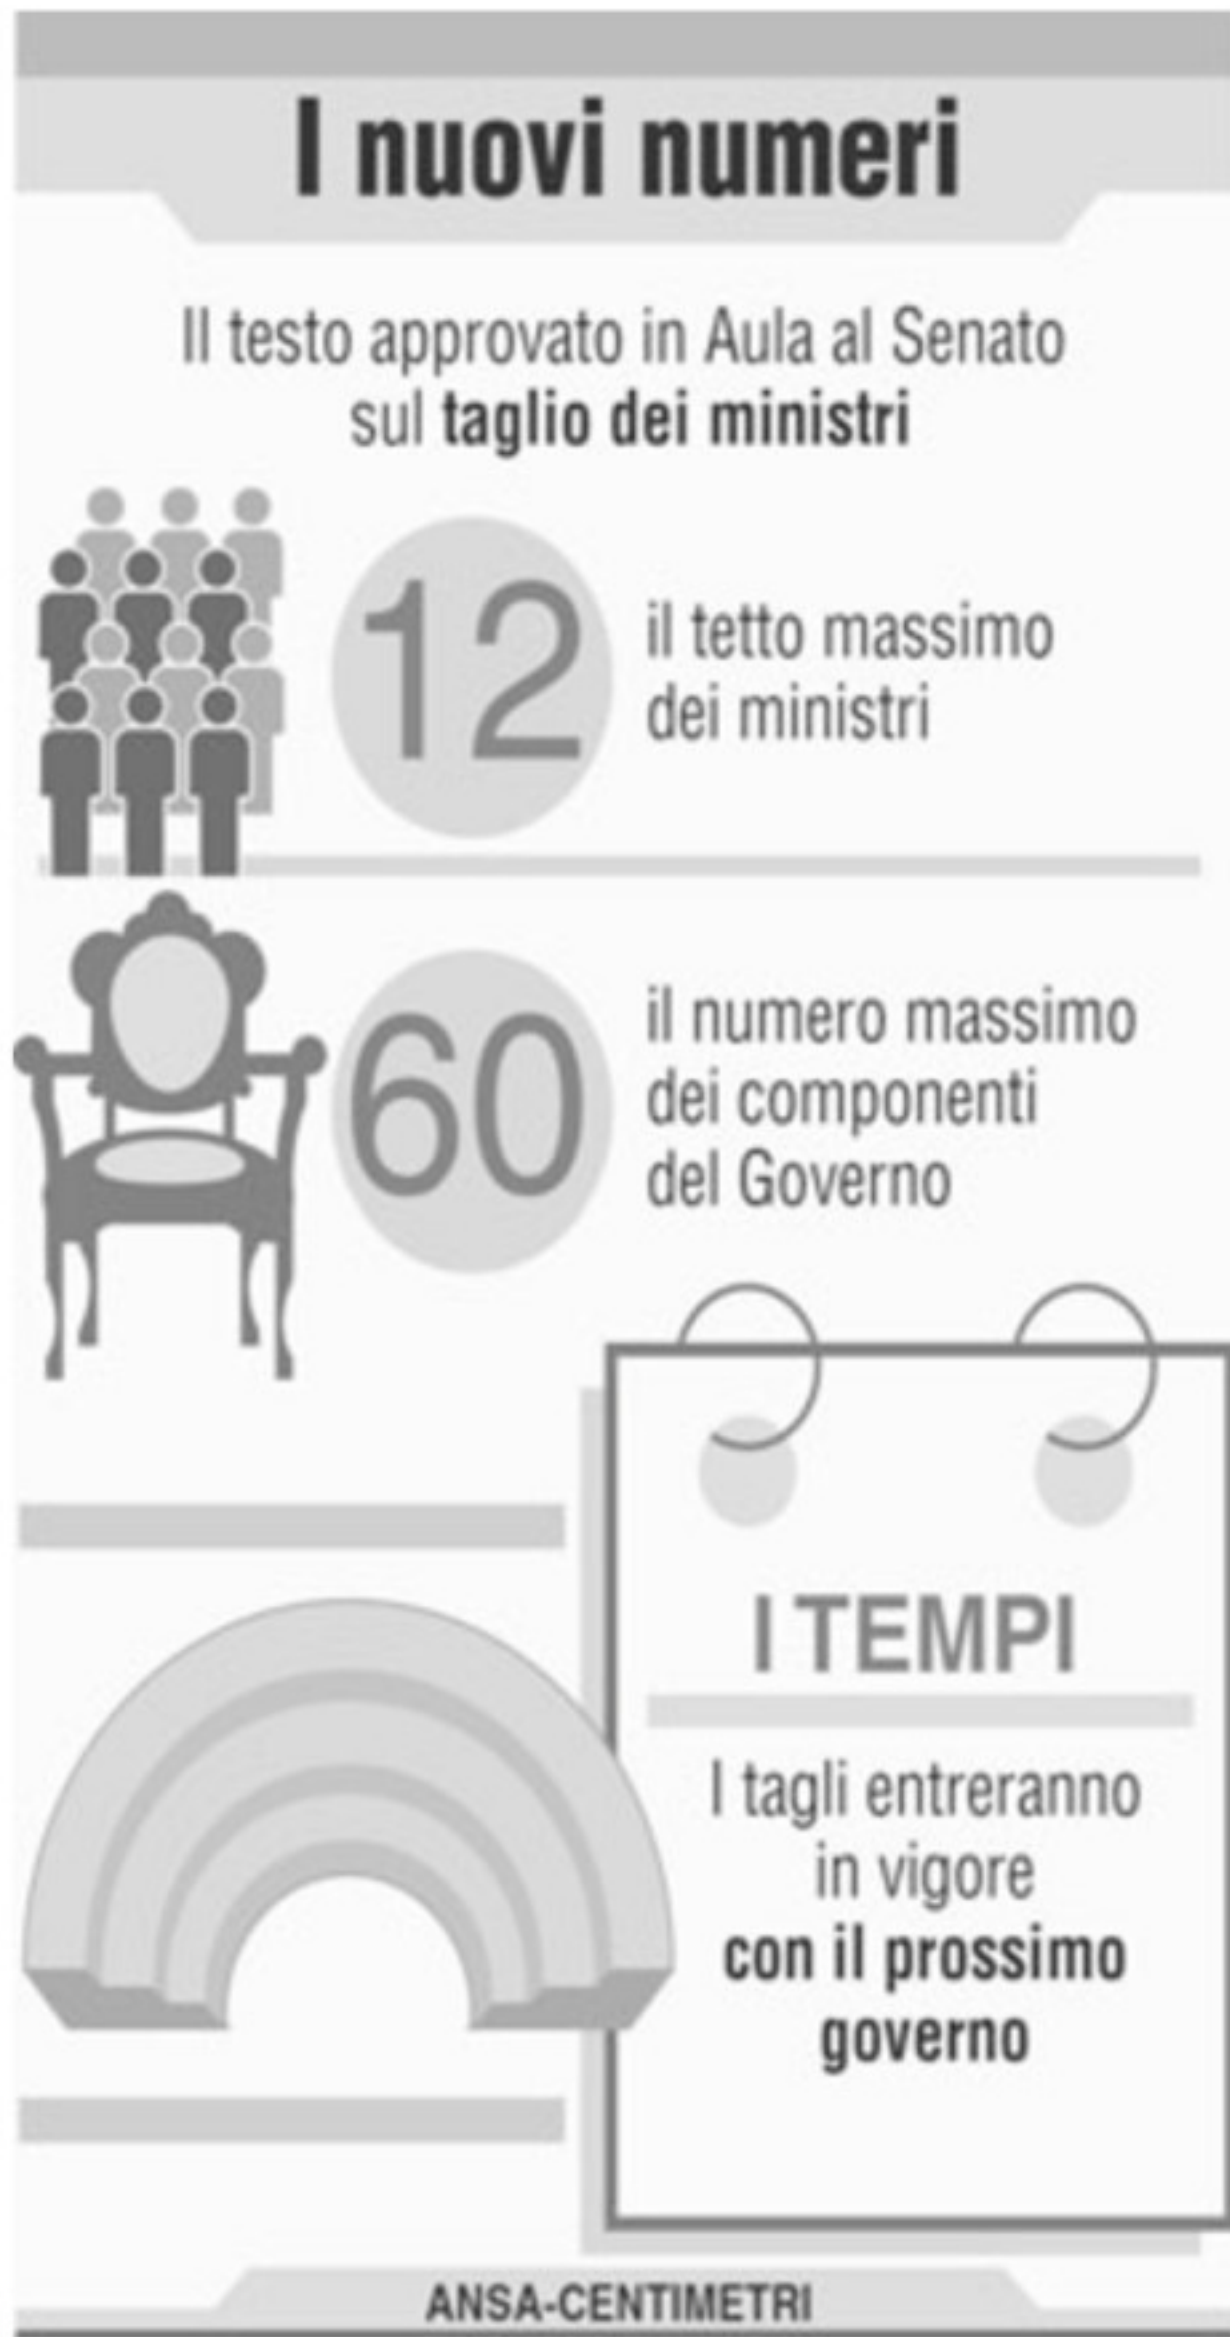 I nuovi numeri
Il testo approvato in Aula al Senato
sul taglio dei ministri
12
il tetto massimo
dei ministri
60
il numero massimo
dei componenti
del Governo
I TEMPI
I tagli entreranno
in vigore
con il prossimo
governo
ANSA-CENTIMETRI